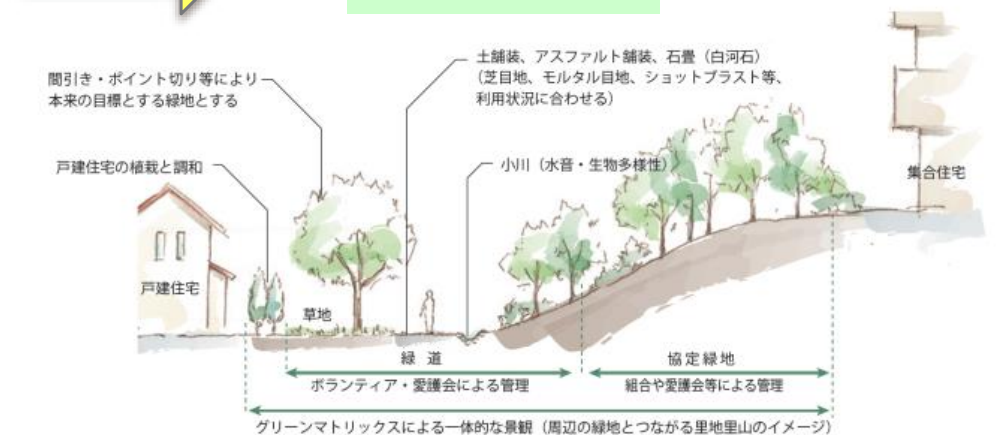 土舗装、アスファルト舗装、石畳（白河石）
（芝目地、モルタル目地、ショットブラスト等、
利用状況に合わせる）
間引き・ポイント切り等により
本来の目標とする緑地とする
戸建住宅の植栽と調和
小川（水音・生物多様性）
集合住宅
戸建住宅
草地
緑 道
協定緑地
ボランティア・愛護会による管理
組合や愛護会等による管理
グリーンマトリックスによる一体的な景観（周辺の緑地とつながる里地里山のイメージ）